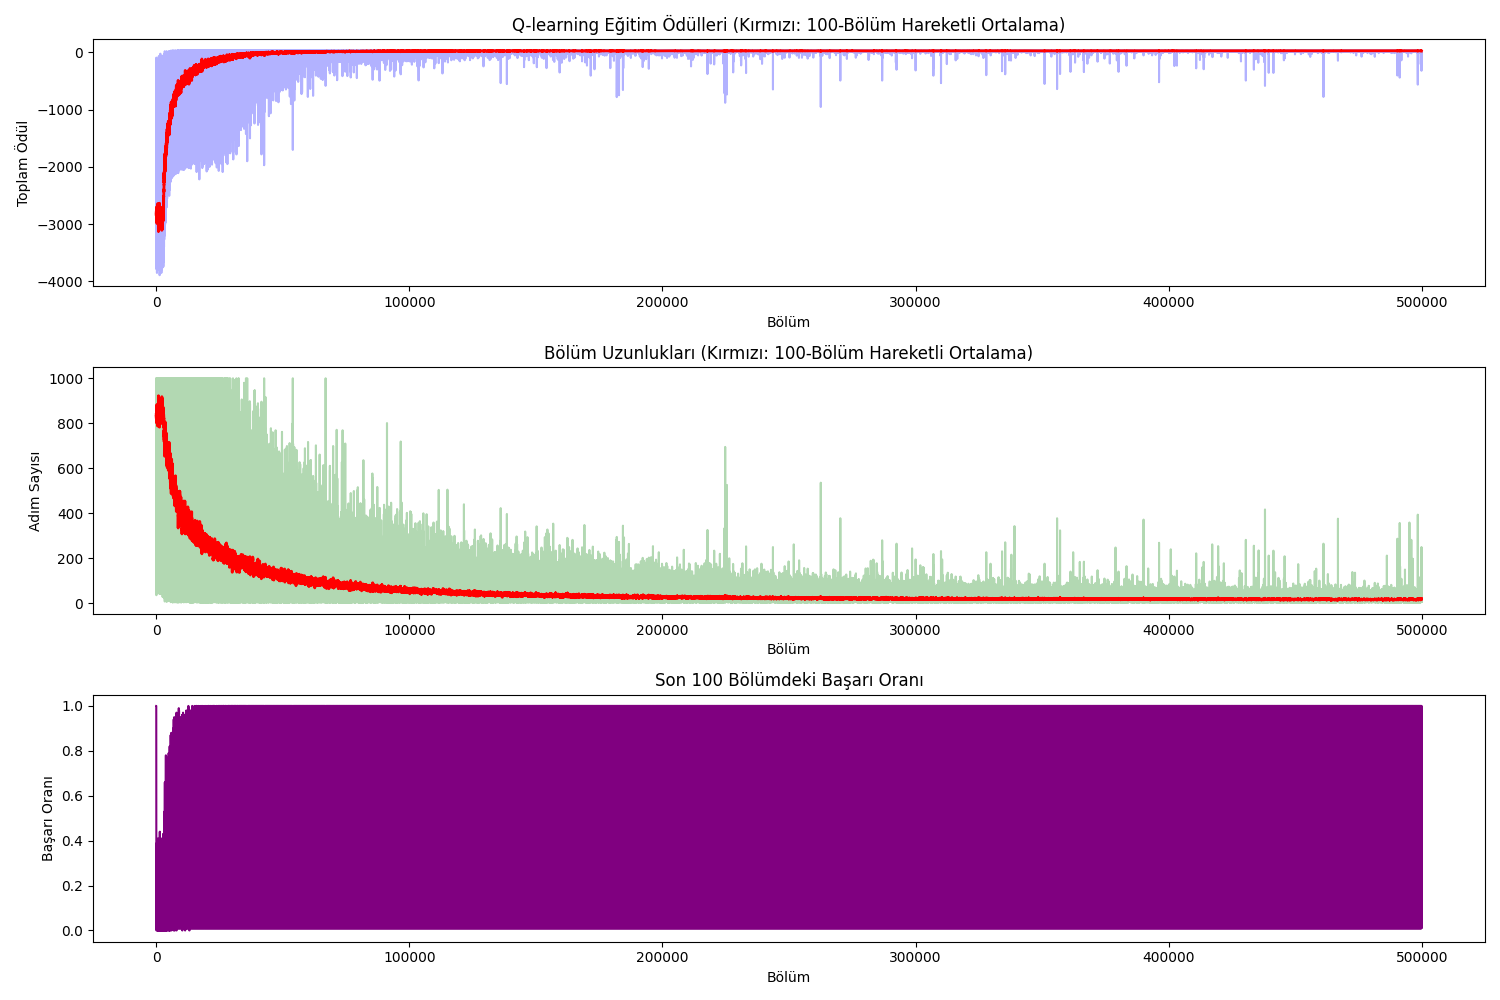 Q-learning Eğitim Ödülleri (Kırmızı: 100-Bölüm Hareketli Ortalama)
Toplam Ödül
0
−1000
−2000
−3000
−4000
0 100000 200000 300000 400000 500000
Bölüm
Bölüm Uzunlukları (Kırmızı: 100-Bölüm Hareketli Ortalama)
Adım Sayısı
1000
800
600
400
200
0
0 100000 200000 300000 400000 500000
Bölüm
Son 100 Bölümdeki Başarı Oranı
Başarı Oranı
1.0
0.8
0.6
0.4
0.2
0.0
0 100000 200000 300000 400000 500000
Bölüm